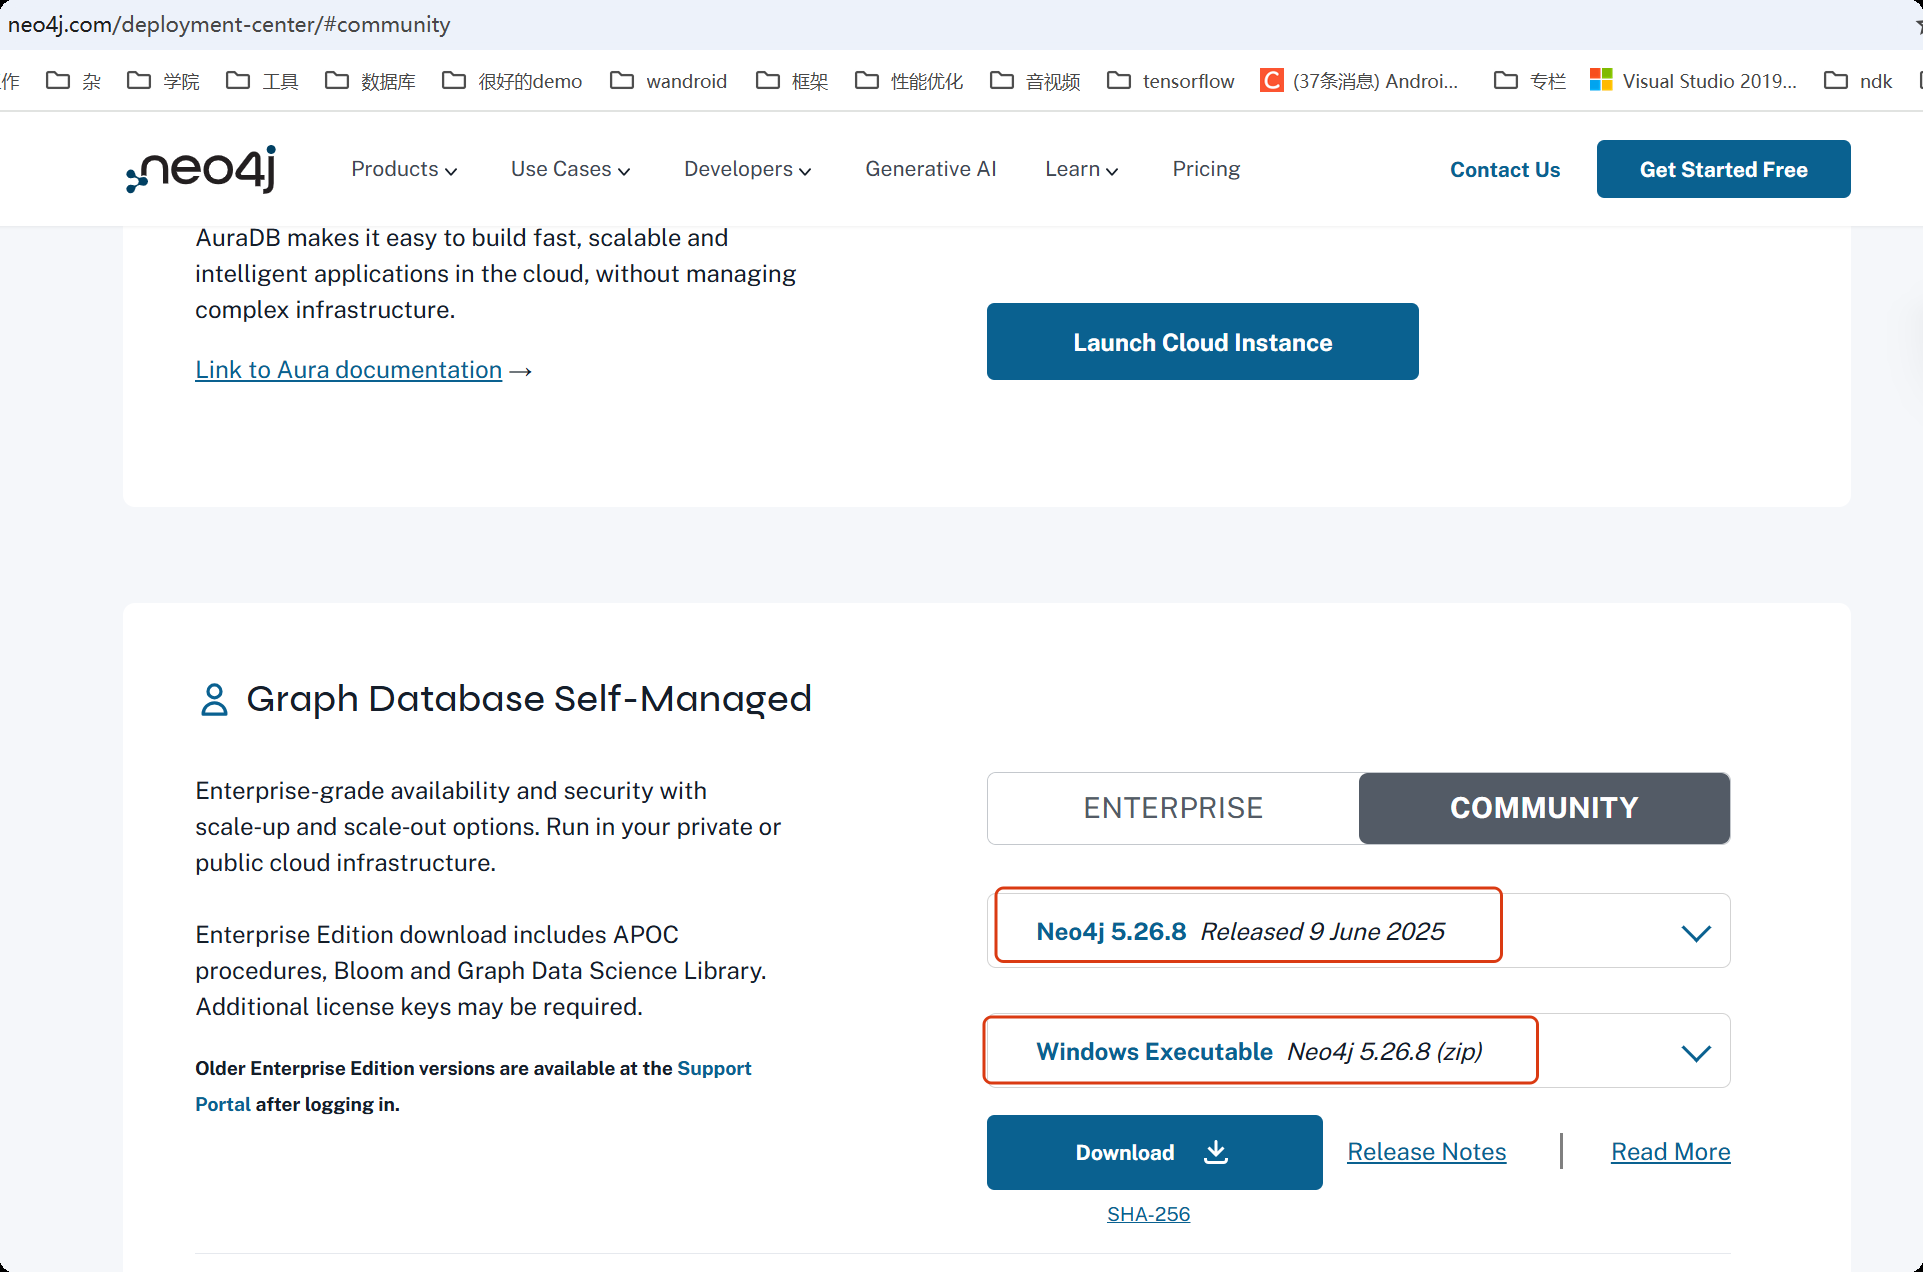 neo4j.com/deployment-center/#community
作 杂 学院 工具 数据库 很好的demo wandroid 框架 性能优化 音视频 tensorflow (37条消息) Androi... 专栏 Visual Studio 2019... ndk
neo4j Products Use Cases Developers Generative AI Learn Pricing Contact Us Get Started Free
AuraDB makes it easy to build fast, scalable and
intelligent applications in the cloud, without managing
complex infrastructure.
Launch Cloud Instance
Link to Aura documentation →
Graph Database Self-Managed
Enterprise-grade availability and security with
scale-up and scale-out options. Run in your private or
public cloud infrastructure.
Enterprise Edition download includes APOC
procedures, Bloom and Graph Data Science Library.
Additional license keys may be required.
Older Enterprise Edition versions are available at the Support
Portal after logging in.
ENTERPRISE COMMUNITY
Neo4j 5.26.8 Released 9 June 2025
Windows Executable Neo4j 5.26.8 (zip)
Download Release Notes | Read More
SHA-256